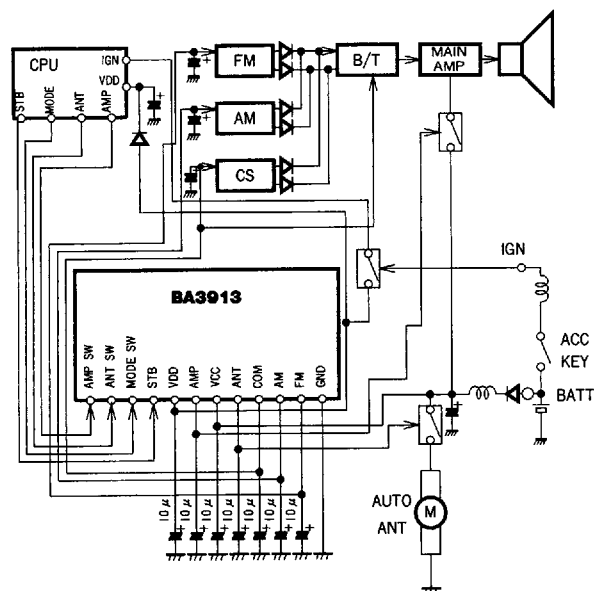 CPU
IGN
VDD
STB
MODE
ANT
AMP
FM
AM
CS
B/T
MAIN
AMP
IGN
ACC
KEY
BATT
BA3913
AMP SW
ANT SW
MODE SW
STB
VDD
AMP
VCC
ANT
COM
AM
FM
GND
10μ
10μ
10μ
10μ
10μ
10μ
10μ
AUTO
ANT
M